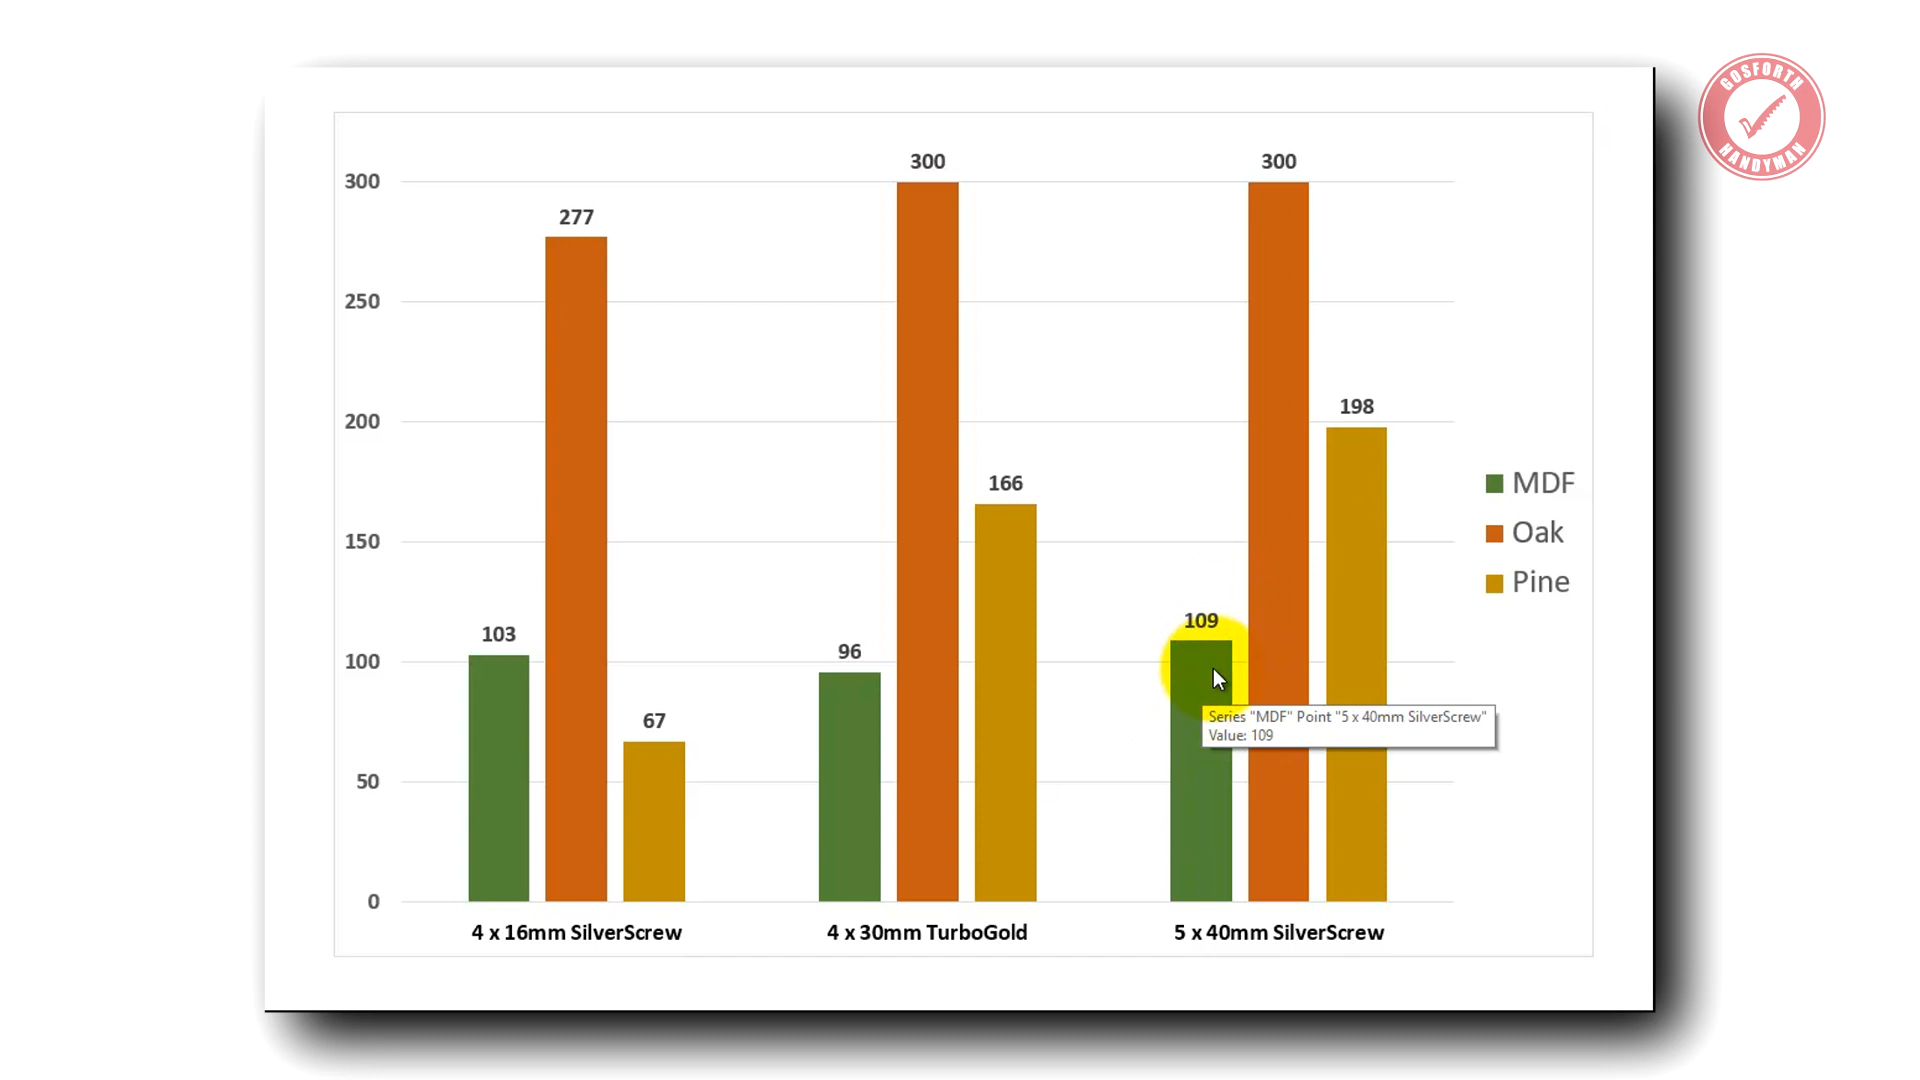 GOSFORTH
HANDYMAN
300
300
300
277
250
200
198
166
MDF
Oak
150
Pine
109
103
100
96
67
Series "MDF" Point "5 x 40mm SilverScrew"
Value: 109
50
0
4 x 16mm SilverScrew
4 x 30mm TurboGold
5 x 40mm SilverScrew